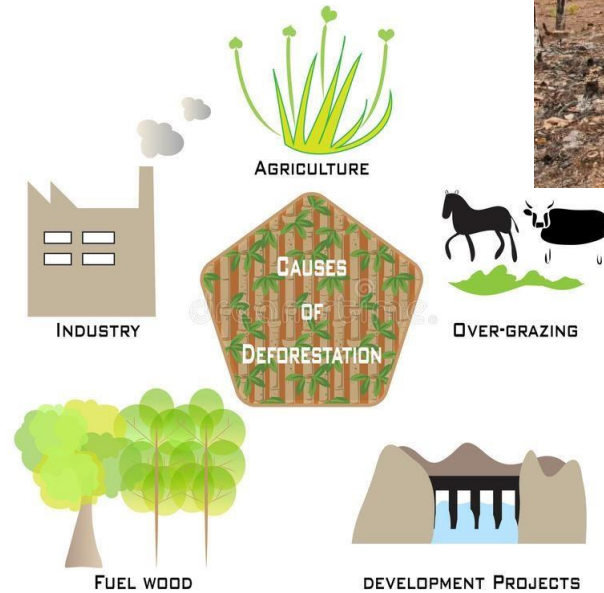 AGRICULTURE
CAUSES
OF
DEFORESTATION
INDUSTRY
OVER-GRAZING
FUEL WOOD
DEVELOPMENT PROJECTS